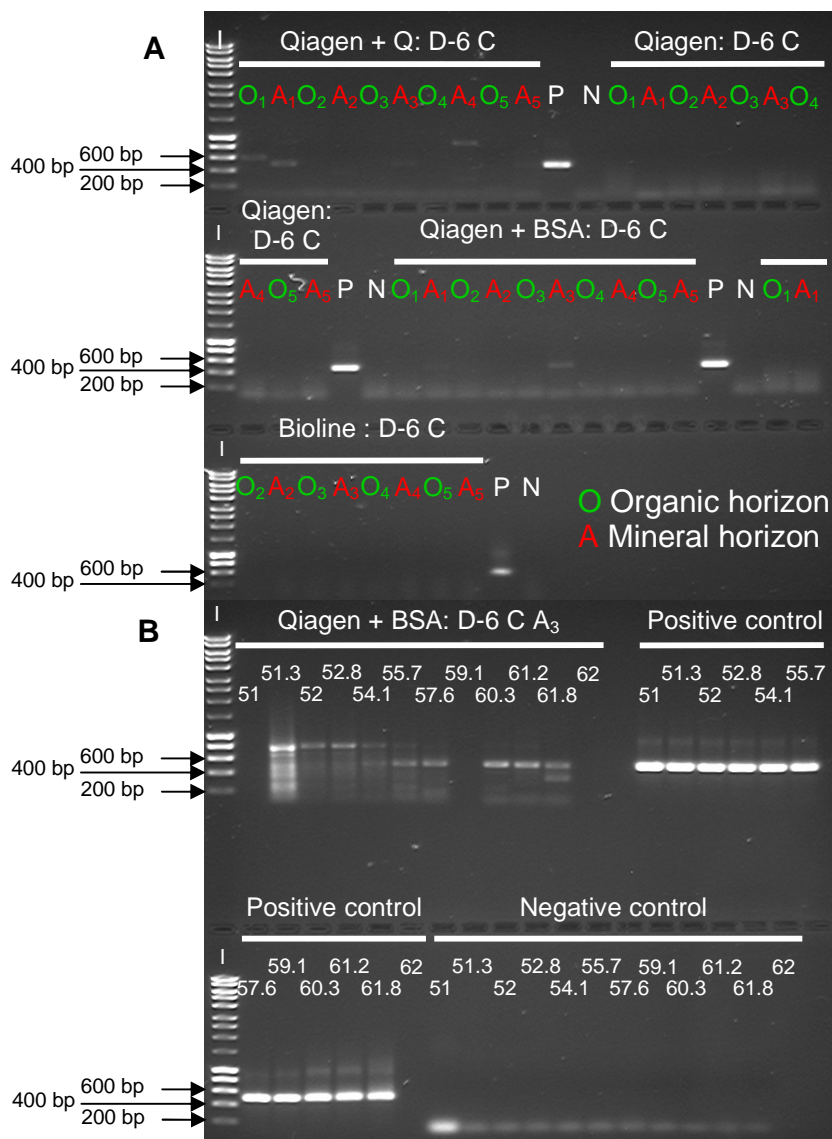 A
I
Qiagen + Q: D-6 C
Qiagen: D-6 C
O1 A1 O2 A2 O3 A3 O4 A4 O5 A5 P N O1 A1 O2 A2 O3 A3 O4
600 bp
400 bp
200 bp
I
Qiagen:
D-6 C
Qiagen + BSA: D-6 C
A4 O5 A5 P N O1 A1 O2 A2 O3 A3 O4 A4 O5 A5 P N O1 A1
600 bp
400 bp
200 bp
Bioline : D-6 C
I
O2 A2 O3 A3 O4 A4 O5 A5 P N
O Organic horizon
A Mineral horizon
600 bp
400 bp
B
I
Qiagen + BSA: D-6 C A3
Positive control
51.3 52.8 55.7 59.1 61.2 62 51.3 52.8 55.7
51 52 54.1 57.6 60.3 61.8 51 52 54.1
600 bp
400 bp
200 bp
Positive control
Negative control
I
59.1 61.2 62 51.3 52.8 55.7 59.1 61.2 62
57.6 60.3 61.8 51 52 54.1 57.6 60.3 61.8
600 bp
400 bp
200 bp